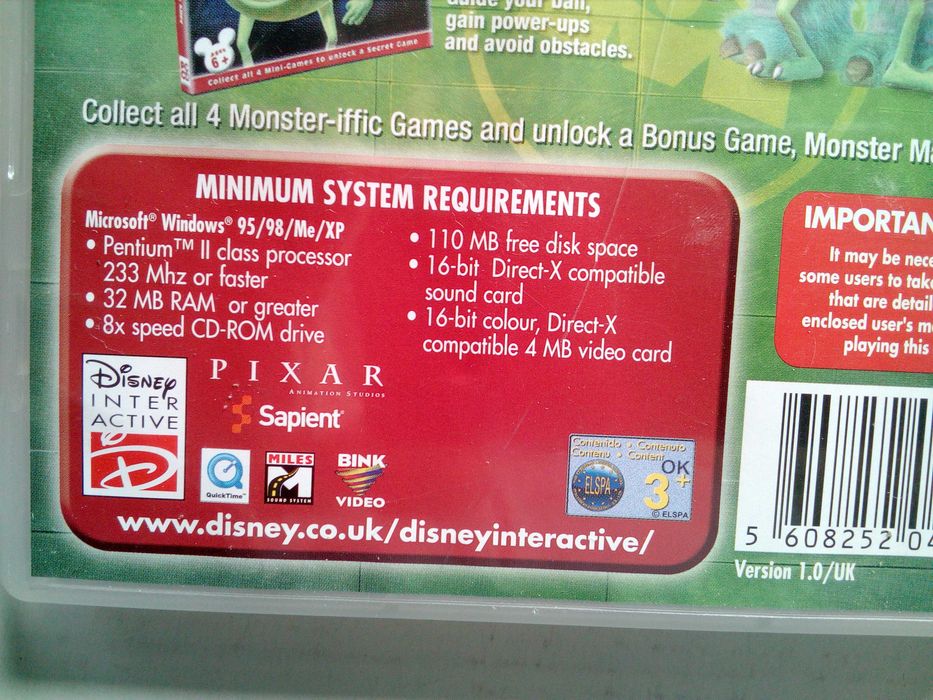 your ball,
gain power-ups
and avoid obstacles.
AGES
6+
Collect all 4 Mini-Games to unlock a Secret Game
Collect all 4 Monster-iffic Games and unlock a Bonus Game, Monster
MINIMUM SYSTEM REQUIREMENTS
Microsoft® Windows® 95/98/Me/XP
• Pentium™ II class processor
233 Mhz or faster
• 32 MB RAM or greater
• 8x speed CD-ROM drive
• 110 MB free disk space
• 16-bit Direct-X compatible
sound card
• 16-bit colour, Direct-X
compatible 4 MB video card
IMPORTAN
It may be nece
some users to take
that are detail
enclosed user's m
playing this
DISNEY
INTER
ACTIVE
D
PIXAR
ANIMATION STUDIOS
Sapient®
QuickTime™
MILES
SOUND SYSTEM
BINK
VIDEO
Contenido • Contenuto
Contenu • Content
ELSPA
OK
3+
© ELSPA
www.disney.co.uk/disneyinteractive/
5 608252 04
Version 1.0/UK